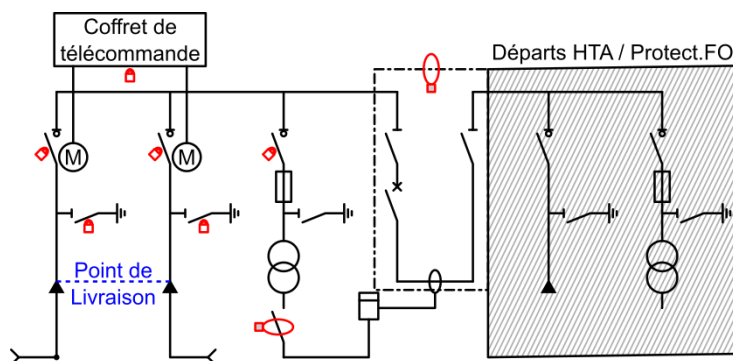 Coffret de
télécommande
Départs HTA / Protect.FO
M
M
Point de
Livraison